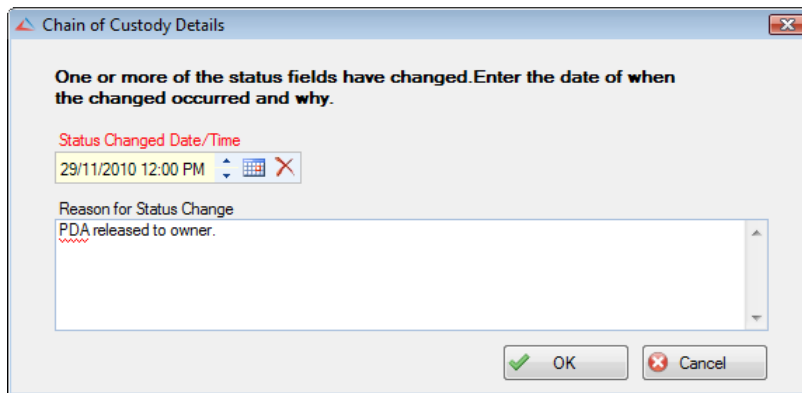 Chain of Custody Details
One or more of the status fields have changed.Enter the date of when
the changed occurred and why.
Status Changed Date/Time
29/11/2010 12:00 PM
Reason for Status Change
PDA released to owner.
OK
Cancel